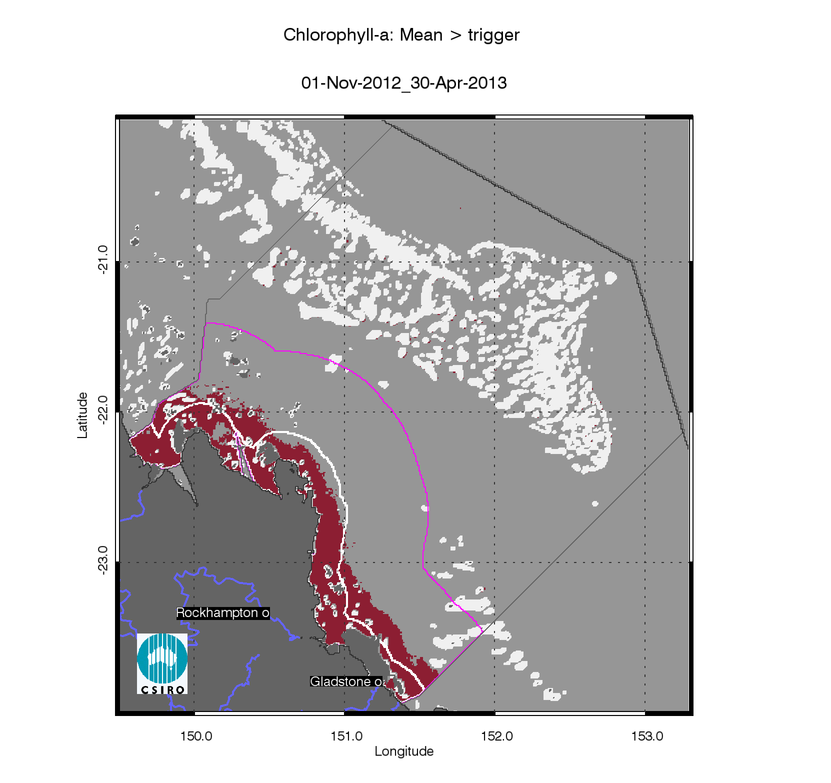 Chlorophyll-a: Mean > trigger
01-Nov-2012_30-Apr-2013
21.0
-22.0
-23.0
Latitude
Rockhampton o
CSIRO
Gladstone o
150.0 151.0 152.0 153.0
Longitude